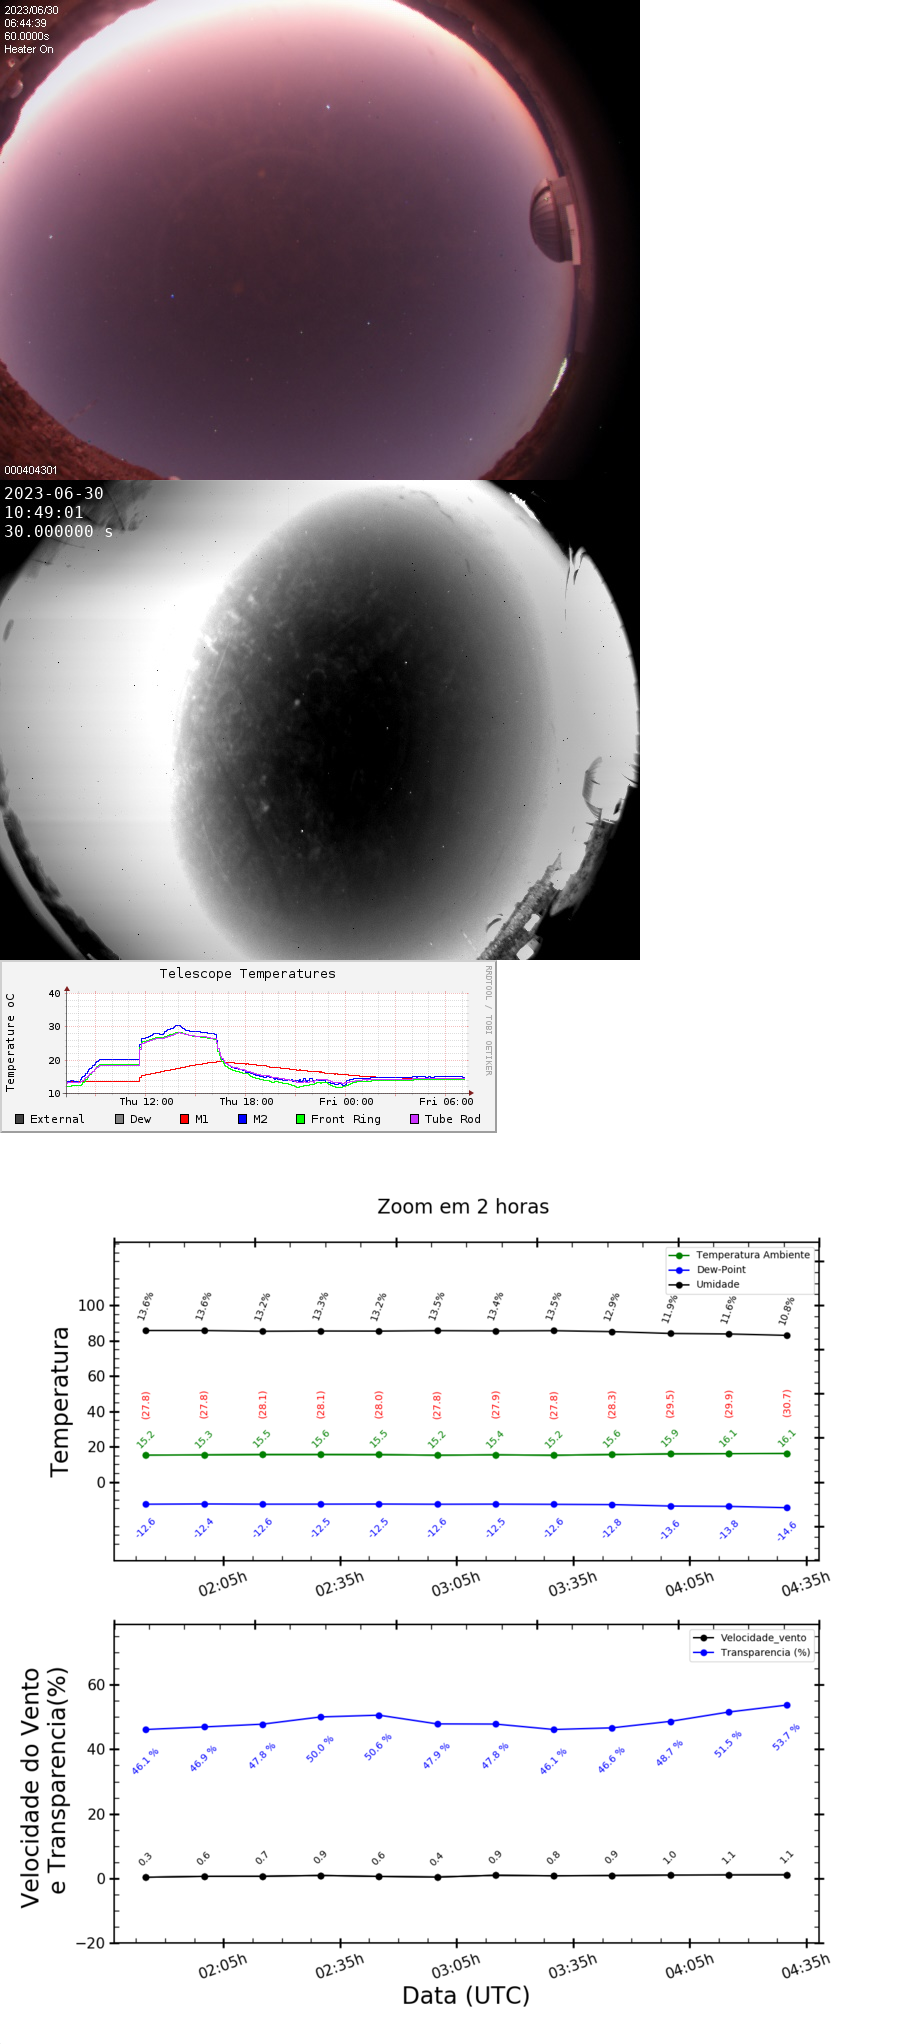 2023/06/30
06:44:39
60.0000s
Heater On
000404301
2023-06-30
10:49:01
30.000000 s
Telescope Temperatures
RRDTOOL / TOBI OETIKER
Temperature oC
40
30
20
10
Thu 12:00 Thu 18:00 Fri 00:00 Fri 06:00
External Dew M1 M2 Front Ring Tube Rod
Zoom em 2 horas
Temperatura Ambiente
Dew-Point
Umidade
Temperatura
100
80
60
40
20
0
13.6% 13.6% 13.2% 13.3% 13.2% 13.5% 13.4% 13.5% 12.9% 11.9% 11.6% 10.8%
(27.8) (27.8) (28.1) (28.1) (28.0) (27.8) (27.9) (27.8) (28.3) (29.5) (29.9) (30.7)
15.2 15.3 15.5 15.6 15.5 15.2 15.4 15.2 15.6 15.9 16.1 16.1
-12.6 -12.4 -12.6 -12.5 -12.5 -12.6 -12.5 -12.6 -12.8 -13.6 -13.8 -14.6
02:05h 02:35h 03:05h 03:35h 04:05h 04:35h
Velocidade_vento
Transparencia (%)
Velocidade do Vento
e Transparencia(%)
60
40
20
0
−20
46.1 % 46.9 % 47.8 % 50.0 % 50.6 % 47.9 % 47.8 % 46.1 % 46.6 % 48.7 % 51.5 % 53.7 %
0.3 0.6 0.7 0.9 0.6 0.4 0.9 0.8 0.9 1.0 1.1 1.1
02:05h 02:35h 03:05h 03:35h 04:05h 04:35h
Data (UTC)